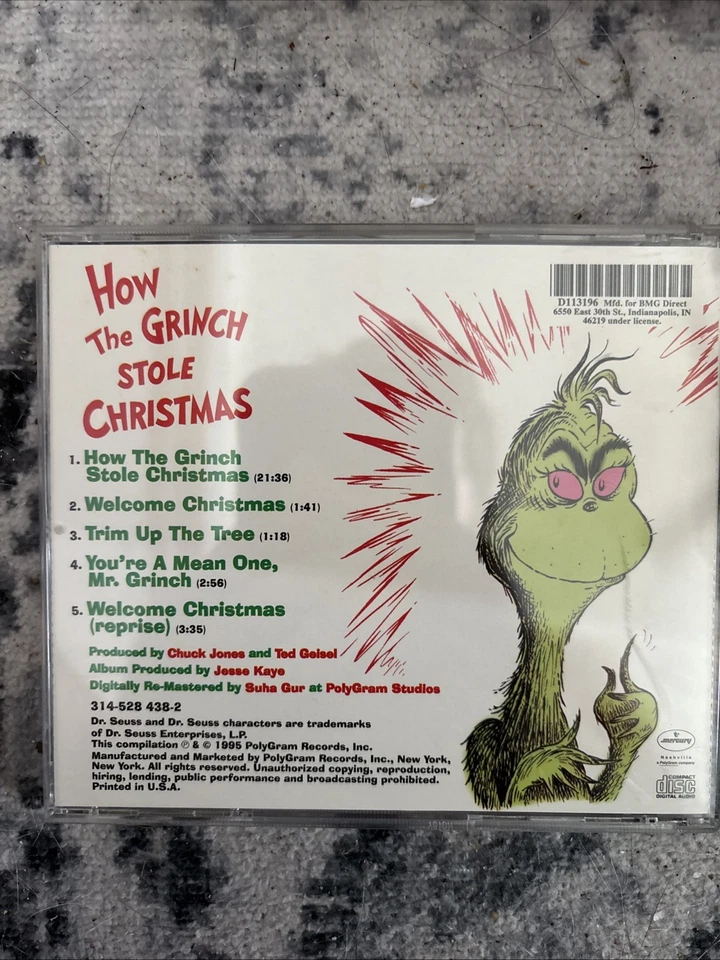 How
The GRINCH
STOLE
CHRISTMAS
D113196 Mfd. for BMG Direct
6550 East 30th St., Indianapolis, IN
46219 under license.
1. How The Grinch
Stole Christmas (21:36)
2. Welcome Christmas (1:41)
3. Trim Up The Tree (1:18)
4. You're A Mean One,
Mr. Grinch (2:56)
5. Welcome Christmas
(reprise) (3:35)
Produced by Chuck Jones and Ted Geisel
Album Produced by Jesse Kaye
Digitally Re-Mastered by Suha Gur at PolyGram Studios
314-528 438-2
Dr. Seuss and Dr. Seuss characters are trademarks
of Dr. Seuss Enterprises, L.P.
This compilation ℗ & © 1995 PolyGram Records, Inc.
Manufactured and Marketed by PolyGram Records, Inc., New York,
New York. All rights reserved. Unauthorized copying, reproduction,
hiring, lending, public performance and broadcasting prohibited.
Printed in U.S.A.
mercury
Nashville
a PolyGram company
COMPACT
disc
DIGITAL AUDIO